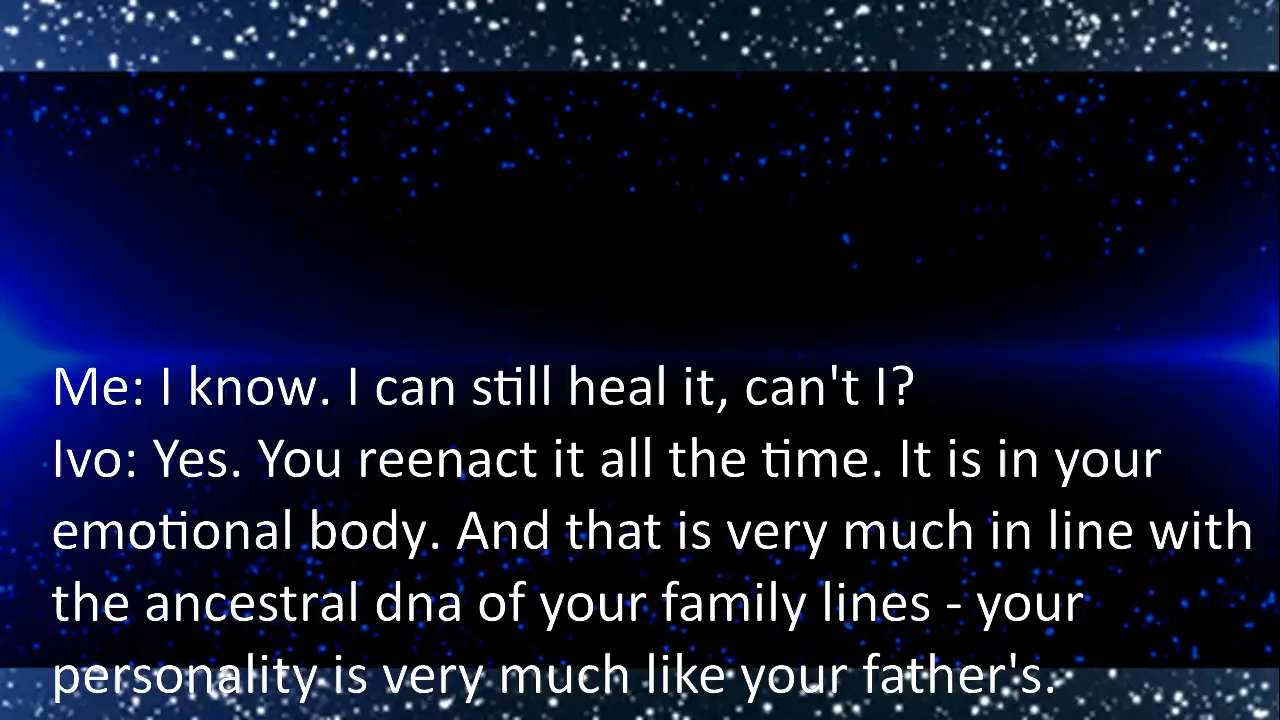 Me: I know. I can still heal it, can't I?
Ivo: Yes. You reenact it all the time. It is in your
emotional body. And that is very much in line with
the ancestral dna of your family lines - your
personality is very much like your father's.